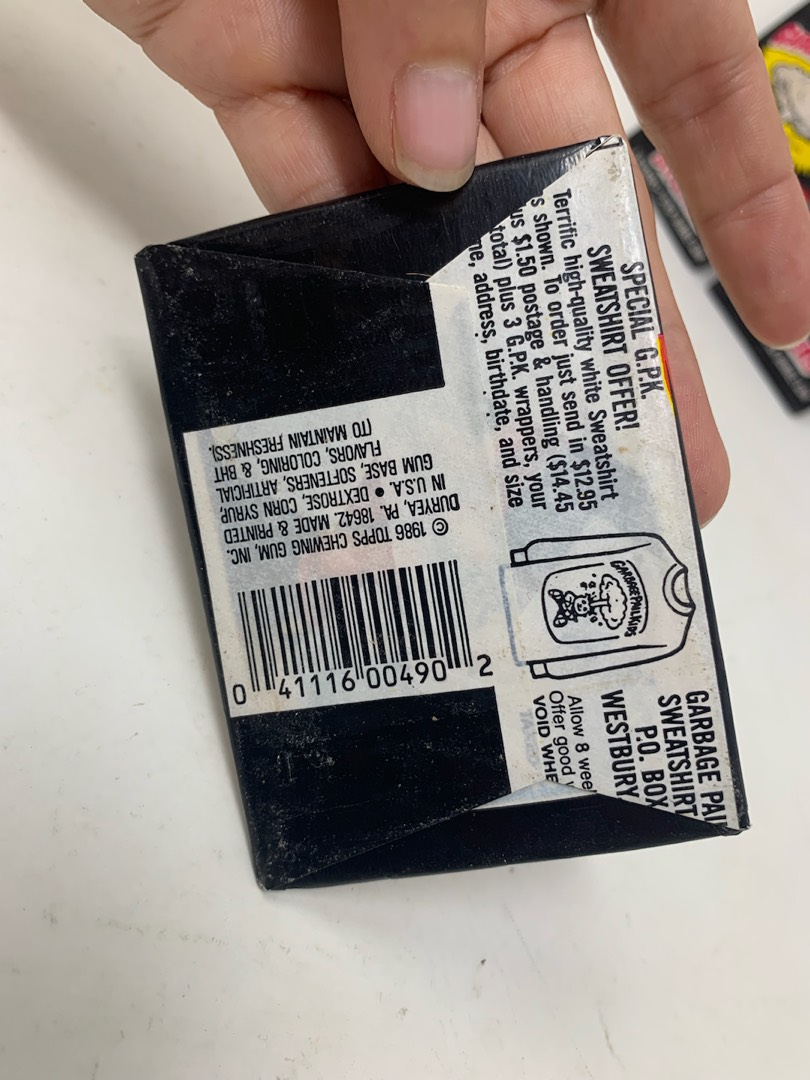 SPECIAL G.P.K.
SWEATSHIRT OFFER!
Terrific high-quality white Sweatshirt
s shown. To order just send in $12.95
us $1.50 postage & handling ($14.45
total) plus 3 G.P.K. wrappers, your
e, address, birthdate, and size
GARBAGE PAIL KIDS
GARBAGE PAI
SWEATSHIRT
P.O. BOX
WESTBURY
Allow 8 wee
Offer good
VOID WHE
© 1986 TOPPS CHEWING GUM, INC.
DURYEA, PA. 18642. MADE & PRINTED
IN U.S.A. • DEXTROSE, CORN SYRUP,
GUM BASE, SOFTENERS, ARTIFICIAL
FLAVORS, COLORING, & BHT
(TO MAINTAIN FRESHNESS).
0 41116 00490 2